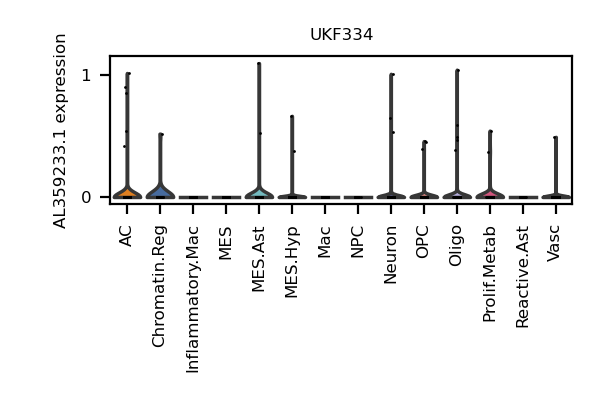 UKF334
AL359233.1 expression
1
0
AC
Chromatin.Reg
Inflammatory.Mac
MES
MES.Ast
MES.Hyp
Mac
NPC
Neuron
OPC
Oligo
Prolif.Metab
Reactive.Ast
Vasc